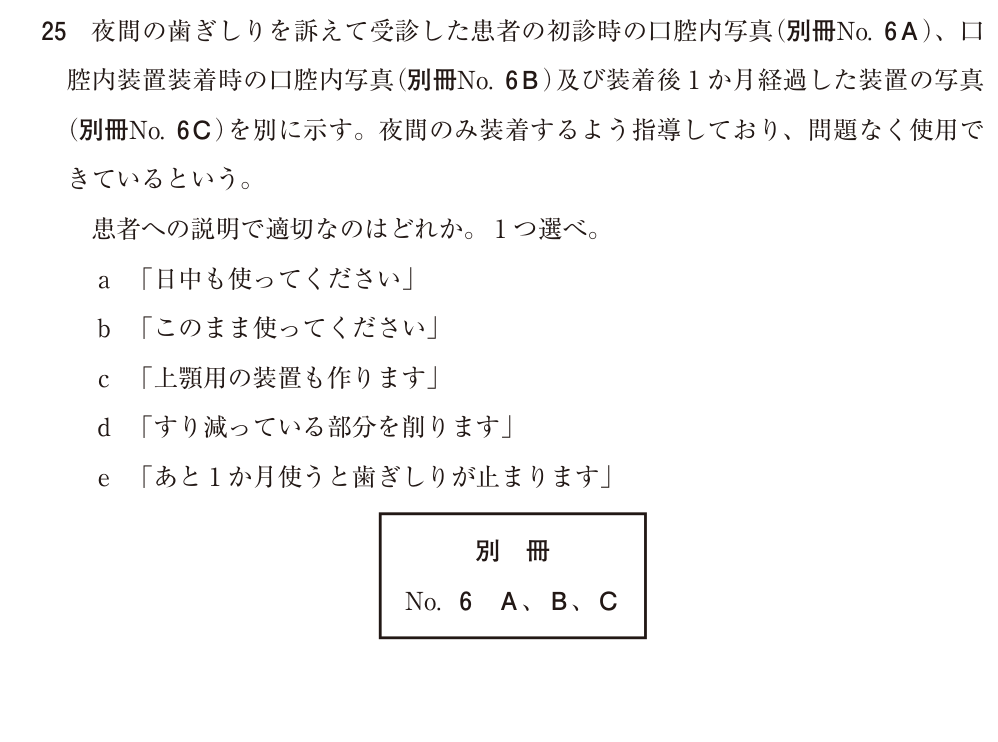 25 夜間の歯ぎしりを訴えて受診した患者の初診時の口腔内写真(別冊No. 6A)、口
腔内装置装着時の口腔内写真(別冊No. 6B)及び装着後1か月経過した装置の写真
(別冊No. 6C)を別に示す。夜間のみ装着するよう指導しており、問題なく使用で
きているという。
患者への説明で適切なのはどれか。1つ選べ。
a 「日中も使ってください」
b 「このまま使ってください」
c 「上顎用の装置も作ります」
d 「すり減っている部分を削ります」
e 「あと1か月使うと歯ぎしりが止まります」
別 冊
No. 6 A、B、C